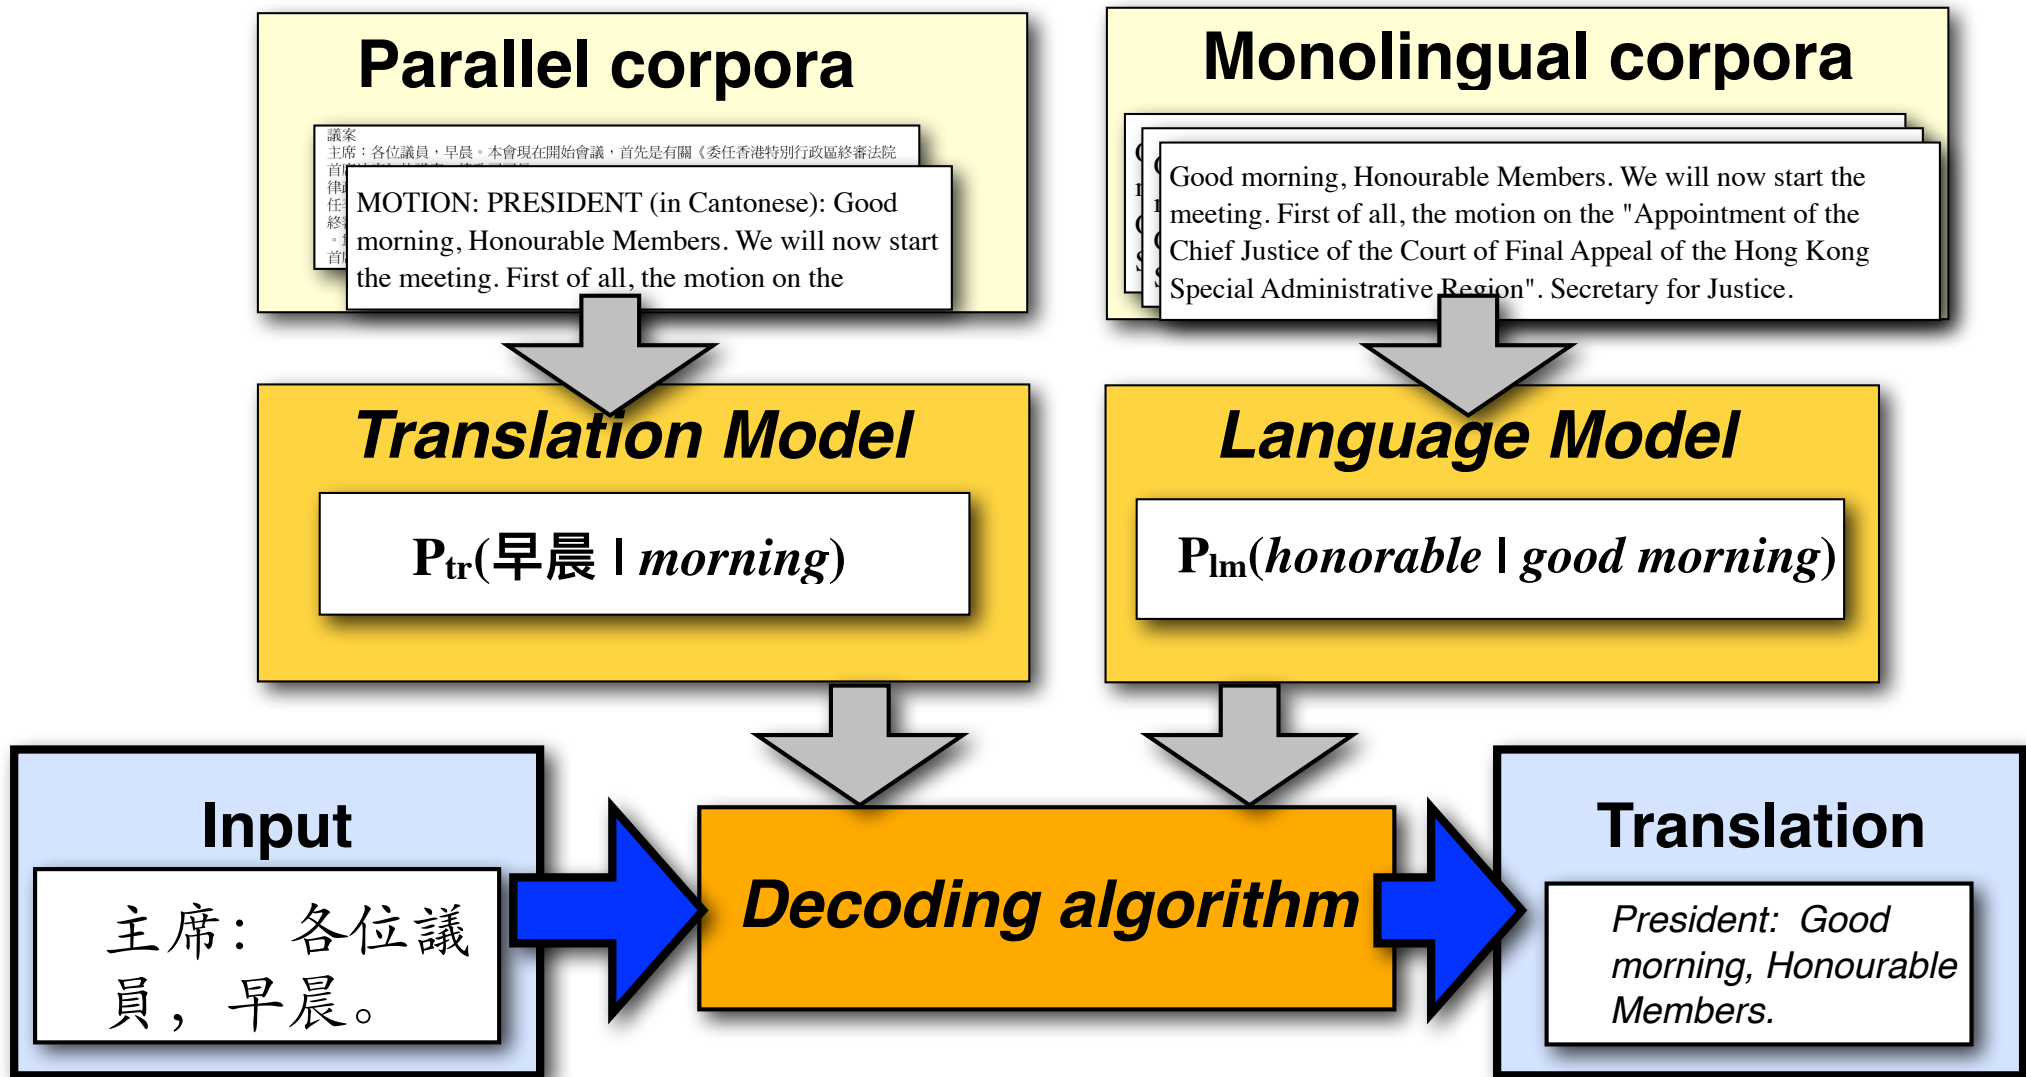 Parallel corpora
議案
主席：各位議員，早晨。本會現在開始會議，首先是有關《委任香港特別行政區終審法院
MOTION: PRESIDENT (in Cantonese): Good
morning, Honourable Members. We will now start
the meeting. First of all, the motion on the
Monolingual corpora
Good morning, Honourable Members. We will now start the
meeting. First of all, the motion on the "Appointment of the
Chief Justice of the Court of Final Appeal of the Hong Kong
Special Administrative Region". Secretary for Justice.
Translation Model
Ptr(早晨 | morning)
Language Model
Plm(honorable | good morning)
Input
主席：各位議
員，早晨。
Decoding algorithm
Translation
President: Good
morning, Honourable
Members.